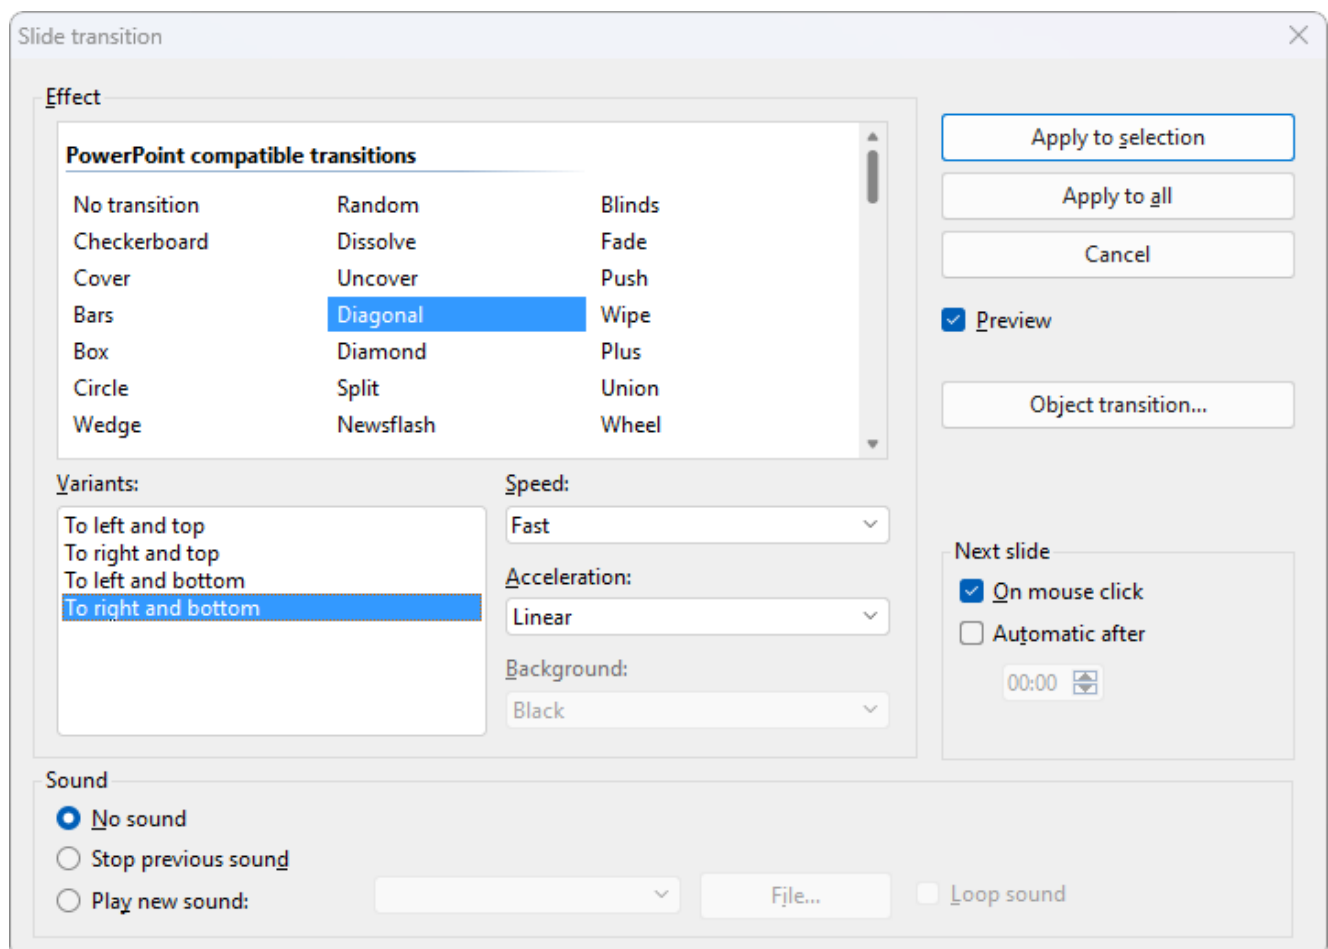 Slide transition
Effect
PowerPoint compatible transitions
No transition Random Blinds
Checkerboard Dissolve Fade
Cover Uncover Push
Bars Diagonal Wipe
Box Diamond Plus
Circle Split Union
Wedge Newsflash Wheel
Apply to selection
Apply to all
Cancel
Preview
Object transition...
Variants:
To left and top
To right and top
To left and bottom
To right and bottom
Speed:
Fast
Acceleration:
Linear
Background:
Black
Next slide
On mouse click
Automatic after
00:00
Sound
No sound
Stop previous sound
Play new sound:
File...
Loop sound